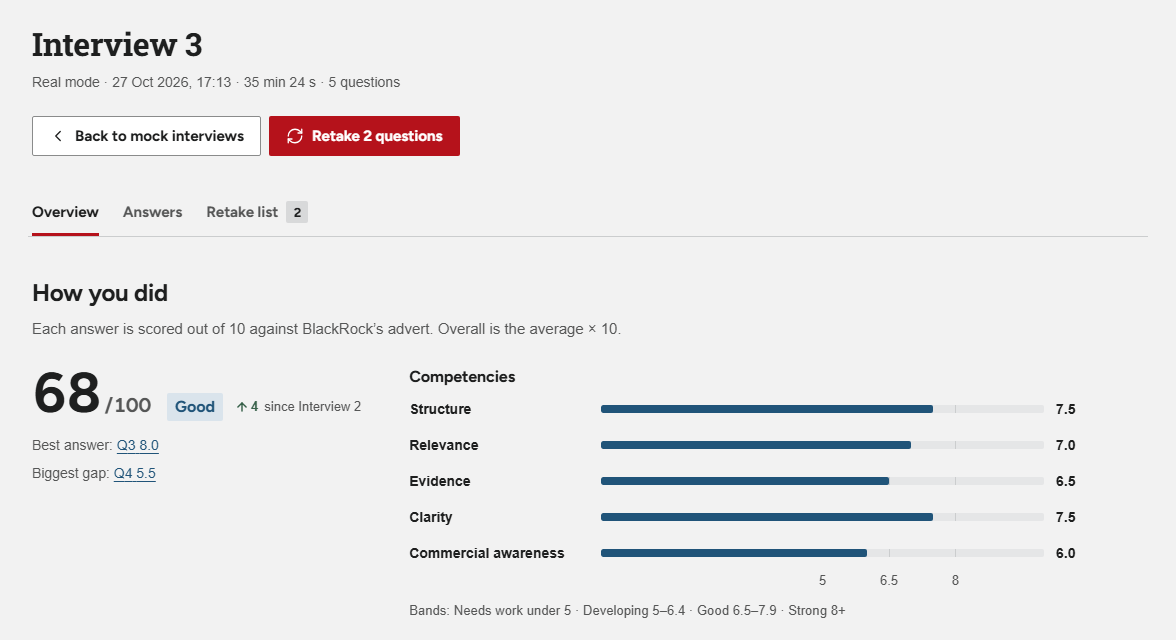 Interview 3
Real mode · 27 Oct 2026, 17:13 · 35 min 24 s · 5 questions
Back to mock interviews
Retake 2 questions
Overview
Answers
Retake list 2
How you did
Each answer is scored out of 10 against BlackRock’s advert. Overall is the average × 10.
68 /100 Good ↑ 4 since Interview 2
Best answer: Q3 8.0
Biggest gap: Q4 5.5
Competencies
Structure 7.5
Relevance 7.0
Evidence 6.5
Clarity 7.5
Commercial awareness 6.0
5 6.5 8
Bands: Needs work under 5 · Developing 5–6.4 · Good 6.5–7.9 · Strong 8+